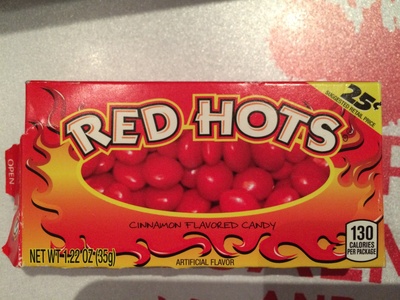 25¢
SUGGESTED RETAIL PRICE
RED HOTS
OPEN
CINNAMON FLAVORED CANDY
130
CALORIES
PER PACKAGE
NET WT 1.22 OZ (35g)
ARTIFICIAL FLAVOR